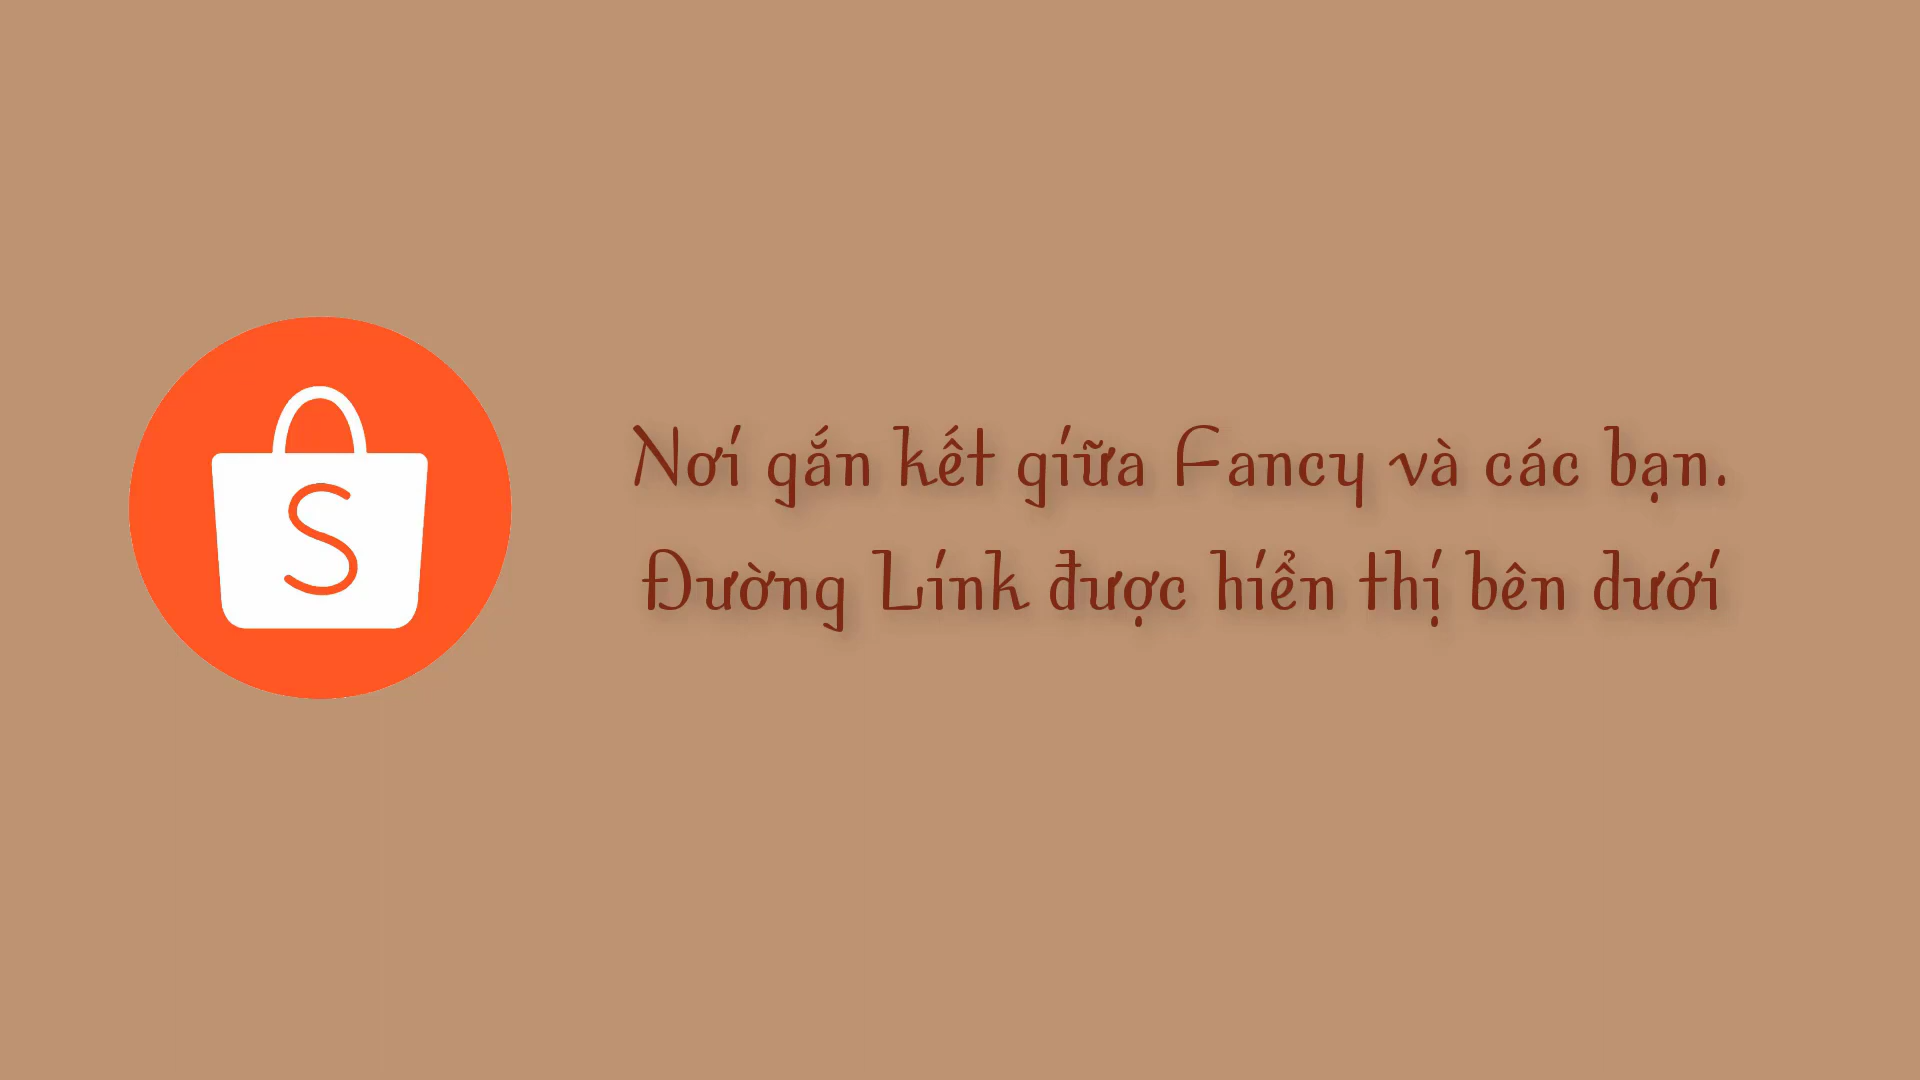 S
Nơi gắn kết giữa Fancy và các bạn.
Đường Link được hiển thị bên dưới